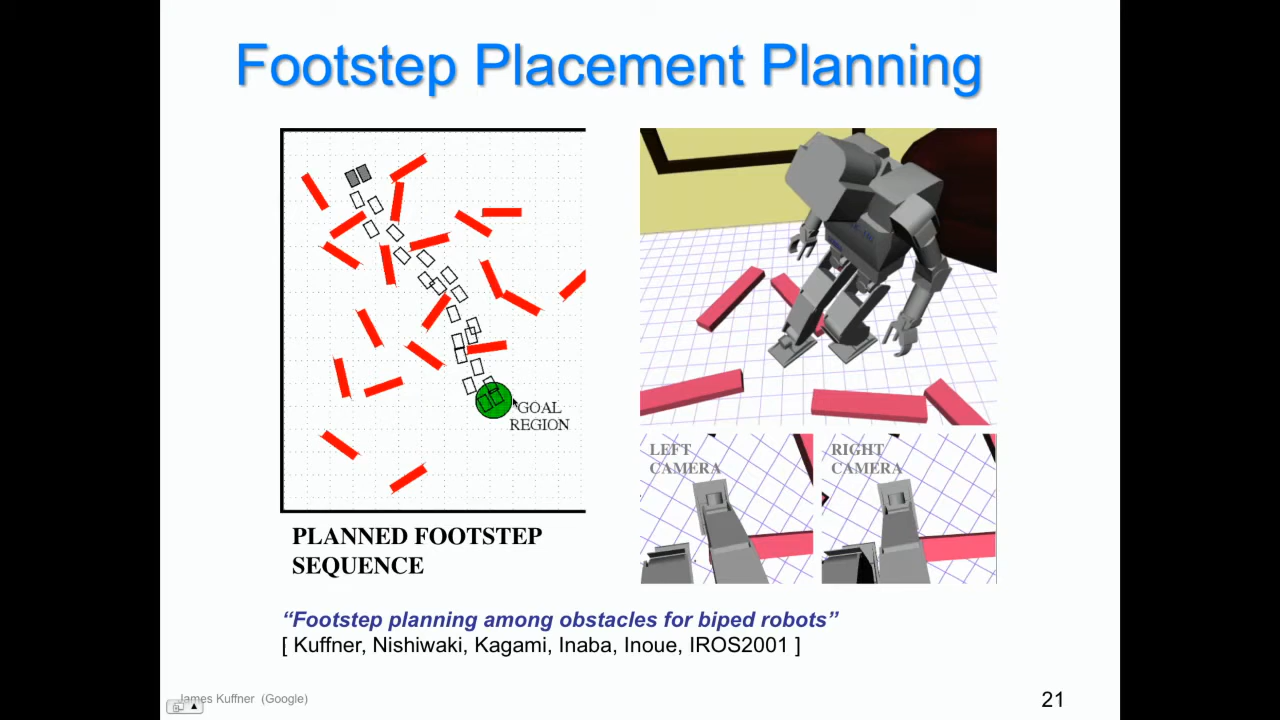 Footstep Placement Planning
GOAL
REGION
PLANNED FOOTSTEP
SEQUENCE
LEFT
CAMERA
RIGHT
CAMERA
“Footstep planning among obstacles for biped robots”
[ Kuffner, Nishiwaki, Kagami, Inaba, Inoue, IROS2001 ]
James Kuffner (Google)
21